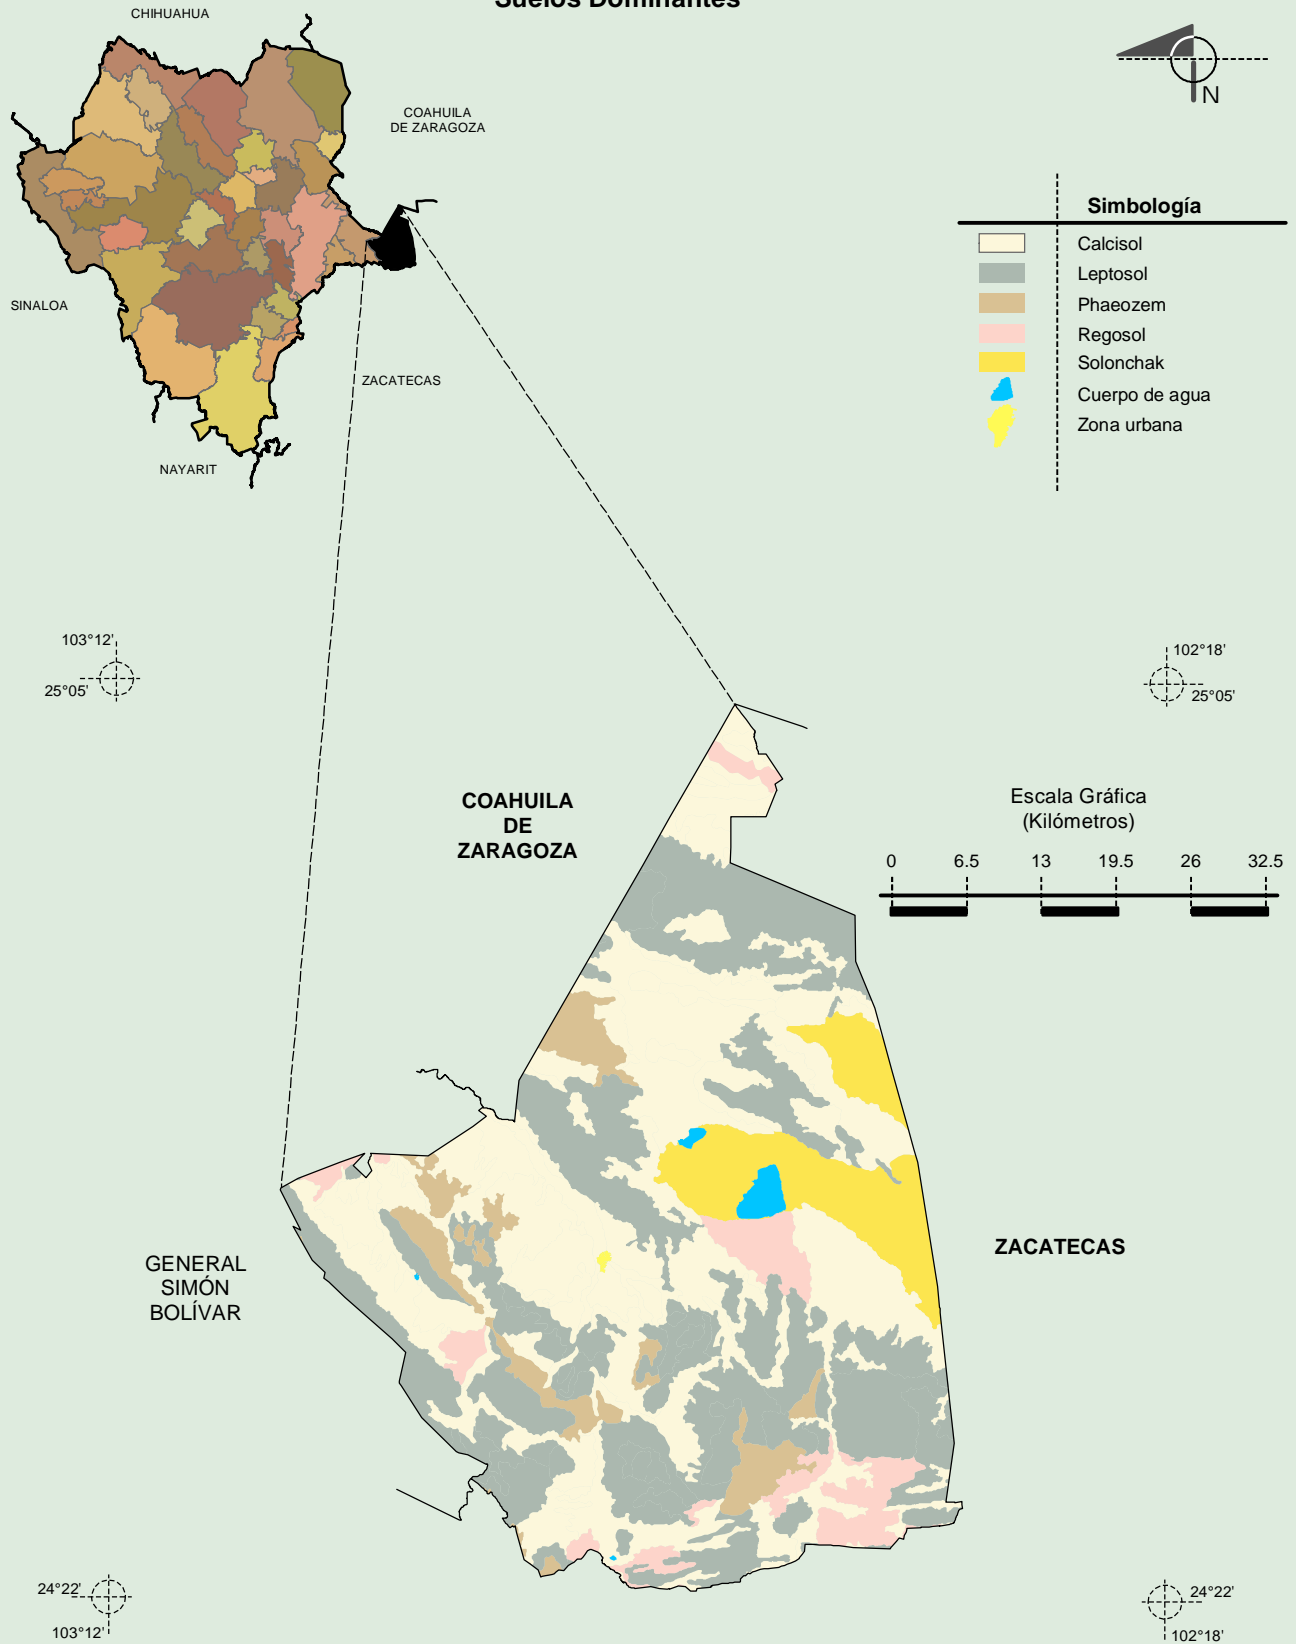 Suelos Dominantes
CHIHUAHUA
COAHUILA
DE ZARAGOZA
SINALOA
ZACATECAS
NAYARIT
N
Simbología
Calcisol
Leptosol
Phaeozem
Regosol
Solonchak
Cuerpo de agua
Zona urbana
103°12'
25°05'
102°18'
25°05'
COAHUILA
DE
ZARAGOZA
Escala Gráfica
(Kilómetros)
0 6.5 13 19.5 26 32.5
GENERAL
SIMÓN
BOLÍVAR
ZACATECAS
24°22'
103°12'
24°22'
102°18'